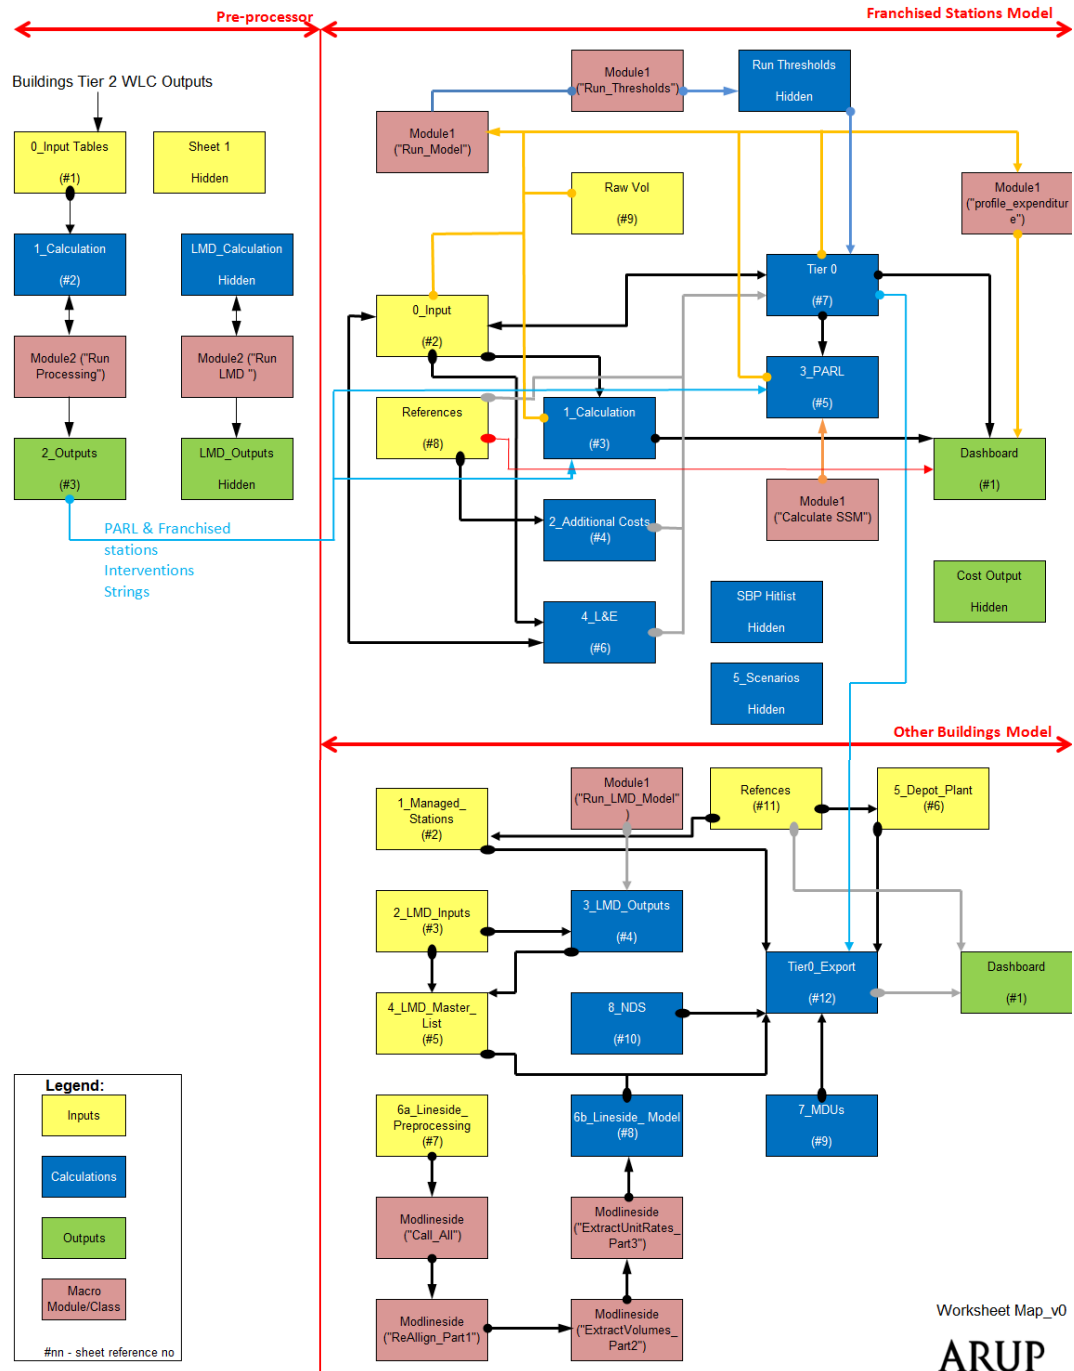 Pre-processor
Franchised Stations Model
Buildings Tier 2 WLC Outputs
0_Input Tables
(#1)
Sheet 1
Hidden
1_Calculation
(#2)
LMD_Calculation
Hidden
Module2 ("Run
Processing")
Module2 ("Run
LMD ")
2_Outputs
(#3)
LMD_Outputs
Hidden
PARL & Franchised
stations
Interventions
Strings
Module1
("Run_Thresholds")
Run Thresholds
Hidden
Module1
("Run_Model")
Raw Vol
(#9)
Module1
("profile_expenditur
e")
Tier 0
(#7)
0_Input
(#2)
3_PARL
(#5)
References
(#8)
1_Calculation
(#3)
Dashboard
(#1)
Module1
("Calculate SSM")
2_Additional Costs
(#4)
Cost Output
Hidden
SBP Hitlist
Hidden
4_L&E
(#6)
5_Scenarios
Hidden
Other Buildings Model
1_Managed_
Stations
(#2)
Module1
("Run_LMD_Model"
)
Refences
(#11)
5_Depot_Plant
(#6)
2_LMD_Inputs
(#3)
3_LMD_Outputs
(#4)
Tier0_Export
(#12)
Dashboard
(#1)
4_LMD_Master_
List
(#5)
8_NDS
(#10)
6a_Lineside_
Preprocessing
(#7)
6b_Lineside_ Model
(#8)
7_MDUs
(#9)
Modlineside
("Call_All")
Modlineside
("ExtractUnitRates_
Part3")
Modlineside
("ReAllign_Part1")
Modlineside
("ExtractVolumes_
Part2")
Legend:
Inputs
Calculations
Outputs
Macro
Module/Class
#nn - sheet reference no
Worksheet Map_v0
ARUP